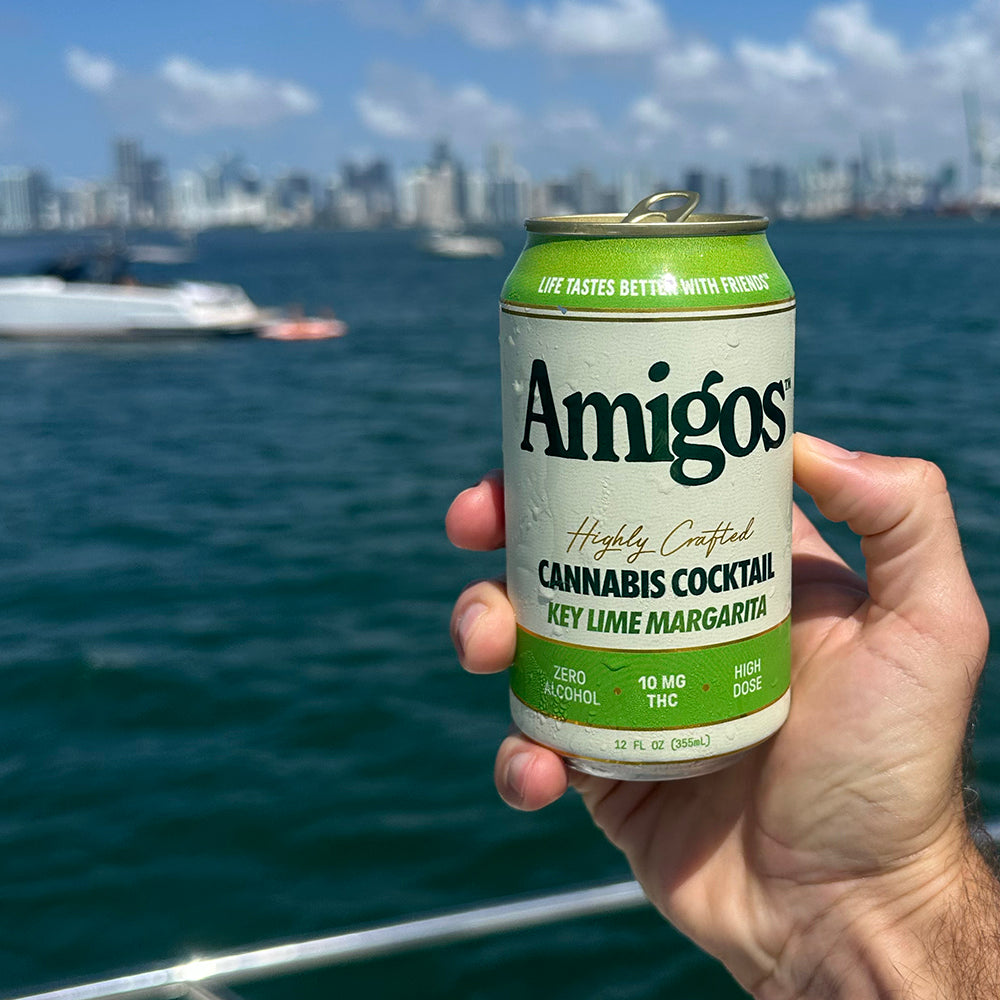 LIFE TASTES BETTER WITH FRIENDS™
Amigos™
Highly Crafted
CANNABIS COCKTAIL
KEY LIME MARGARITA
ZERO ALCOHOL • 10 MG THC • HIGH DOSE
12 FL OZ (355mL)